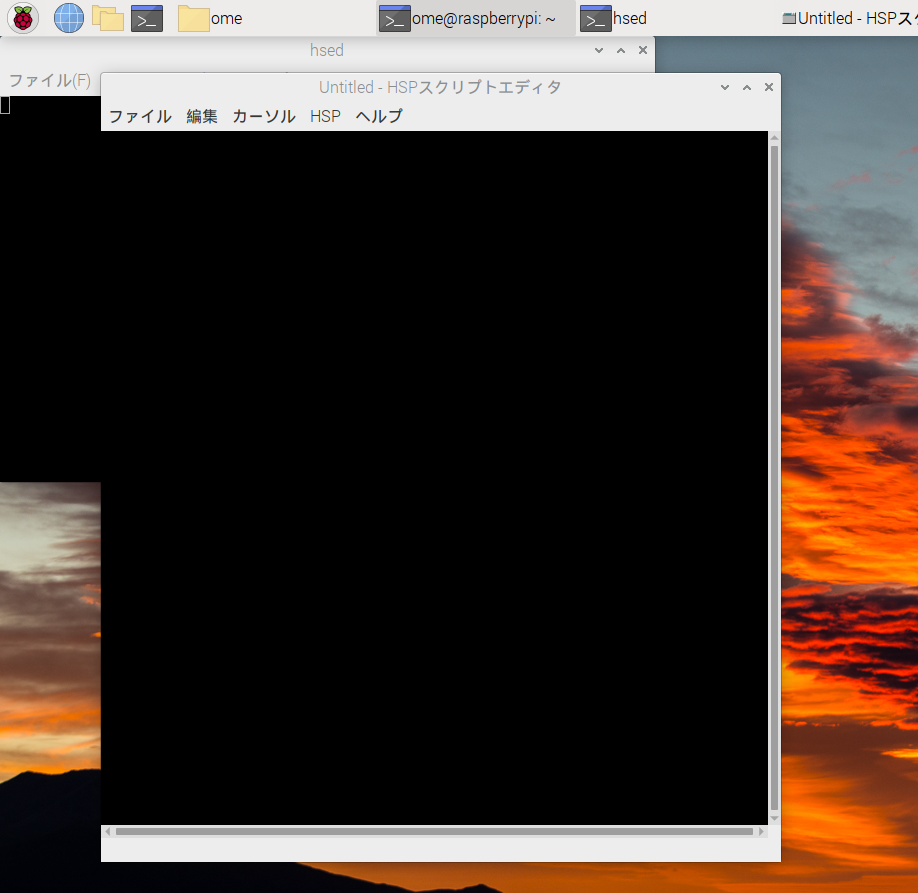 ome
ome@raspberrypi: ~
hsed
Untitled - HSPスク
hsed
ファイル(F)
Untitled - HSPスクリプトエディタ
ファイル 編集 カーソル HSP ヘルプ